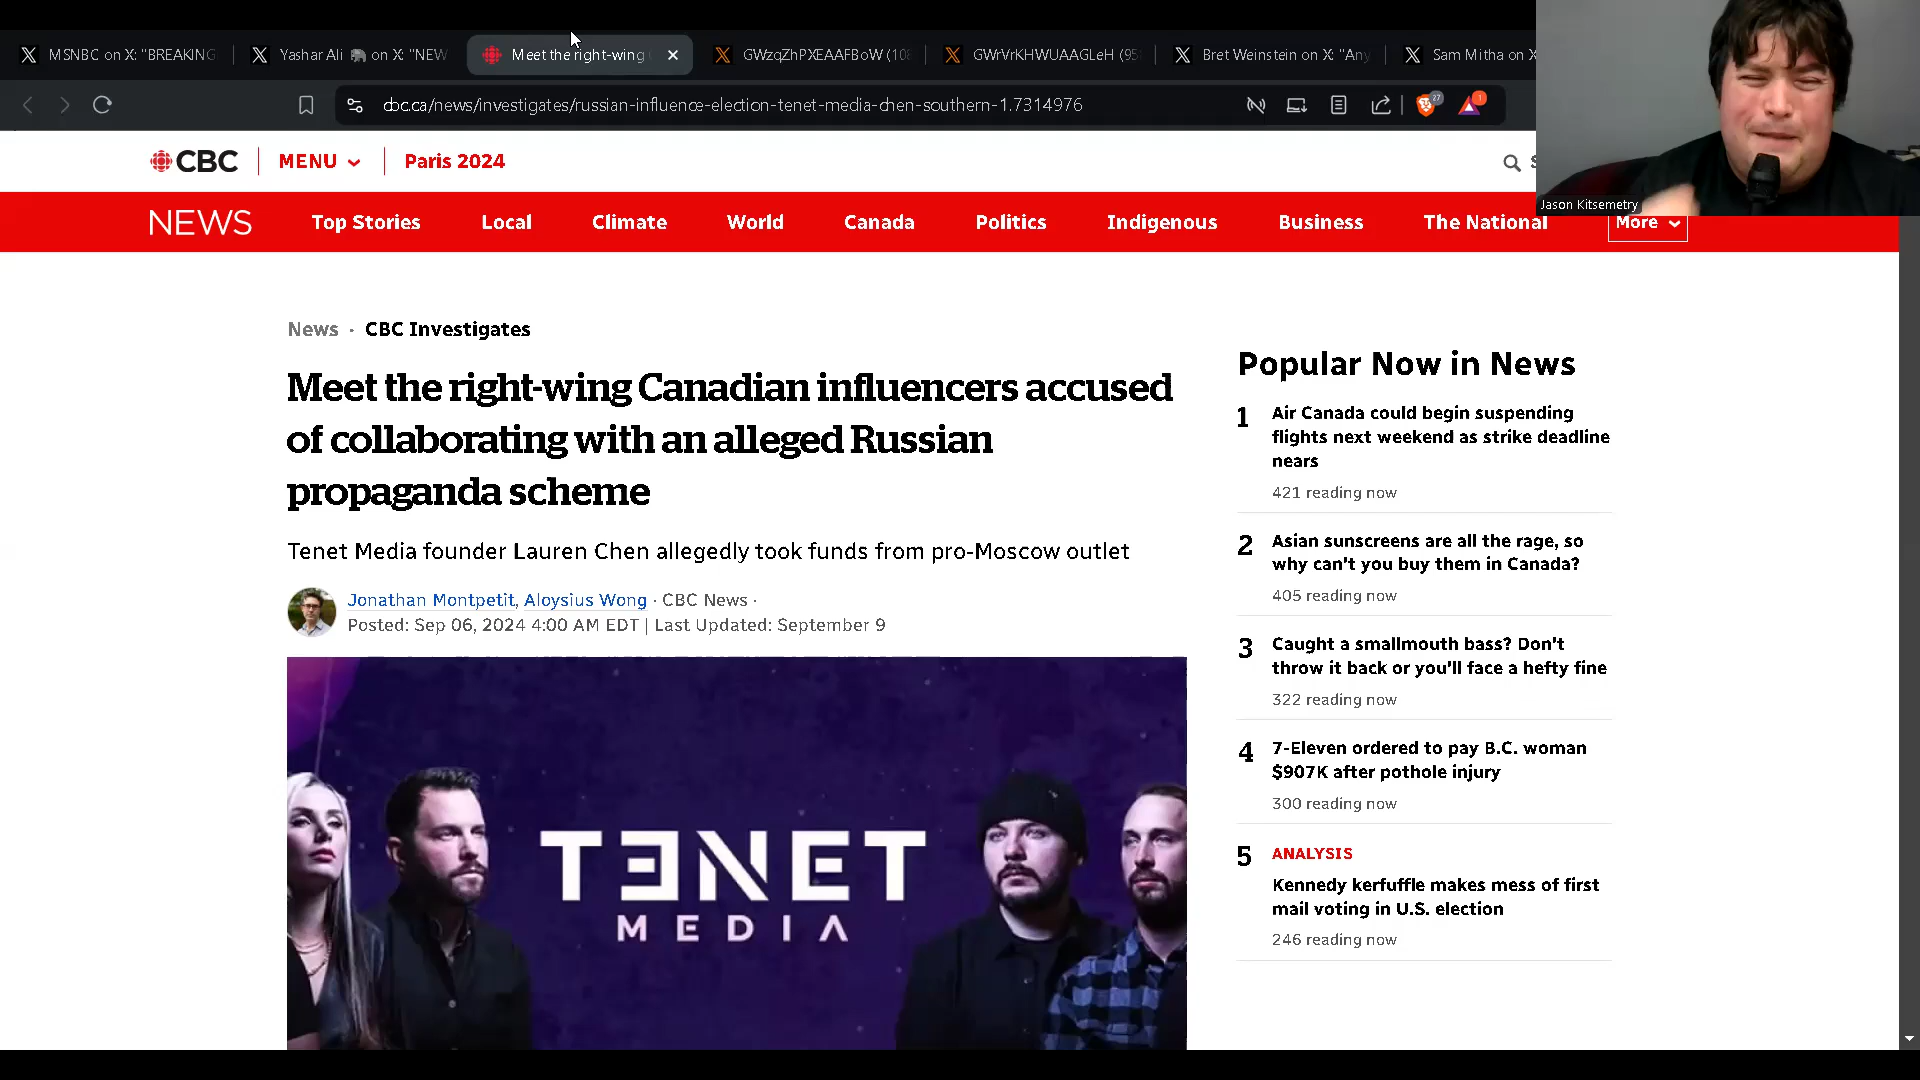 MSNBC on X: "BREAKING
Yashar Ali 🐘 on X: "NEW
Meet the right-wing
GWzqZhPXEAAFBoW (108
GWrVrKHWUAAGLeH (95
Bret Weinstein on X: "Any
Sam Mitha on X
cbc.ca/news/investigates/russian-influence-election-tenet-media-chen-southern-1.7314976
27
1
Jason Kitsemetry
CBC
MENU
Paris 2024
NEWS
Top Stories
Local
Climate
World
Canada
Politics
Indigenous
Business
The National
More
News · CBC Investigates
Meet the right-wing Canadian influencers accused
of collaborating with an alleged Russian
propaganda scheme
Tenet Media founder Lauren Chen allegedly took funds from pro-Moscow outlet
Jonathan Montpetit, Aloysius Wong · CBC News ·
Posted: Sep 06, 2024 4:00 AM EDT | Last Updated: September 9
TENET
MEDIA
Popular Now in News
1
Air Canada could begin suspending
flights next weekend as strike deadline
nears
421 reading now
2
Asian sunscreens are all the rage, so
why can't you buy them in Canada?
405 reading now
3
Caught a smallmouth bass? Don't
throw it back or you'll face a hefty fine
322 reading now
4
7-Eleven ordered to pay B.C. woman
$907K after pothole injury
300 reading now
5
ANALYSIS
Kennedy kerfuffle makes mess of first
mail voting in U.S. election
246 reading now